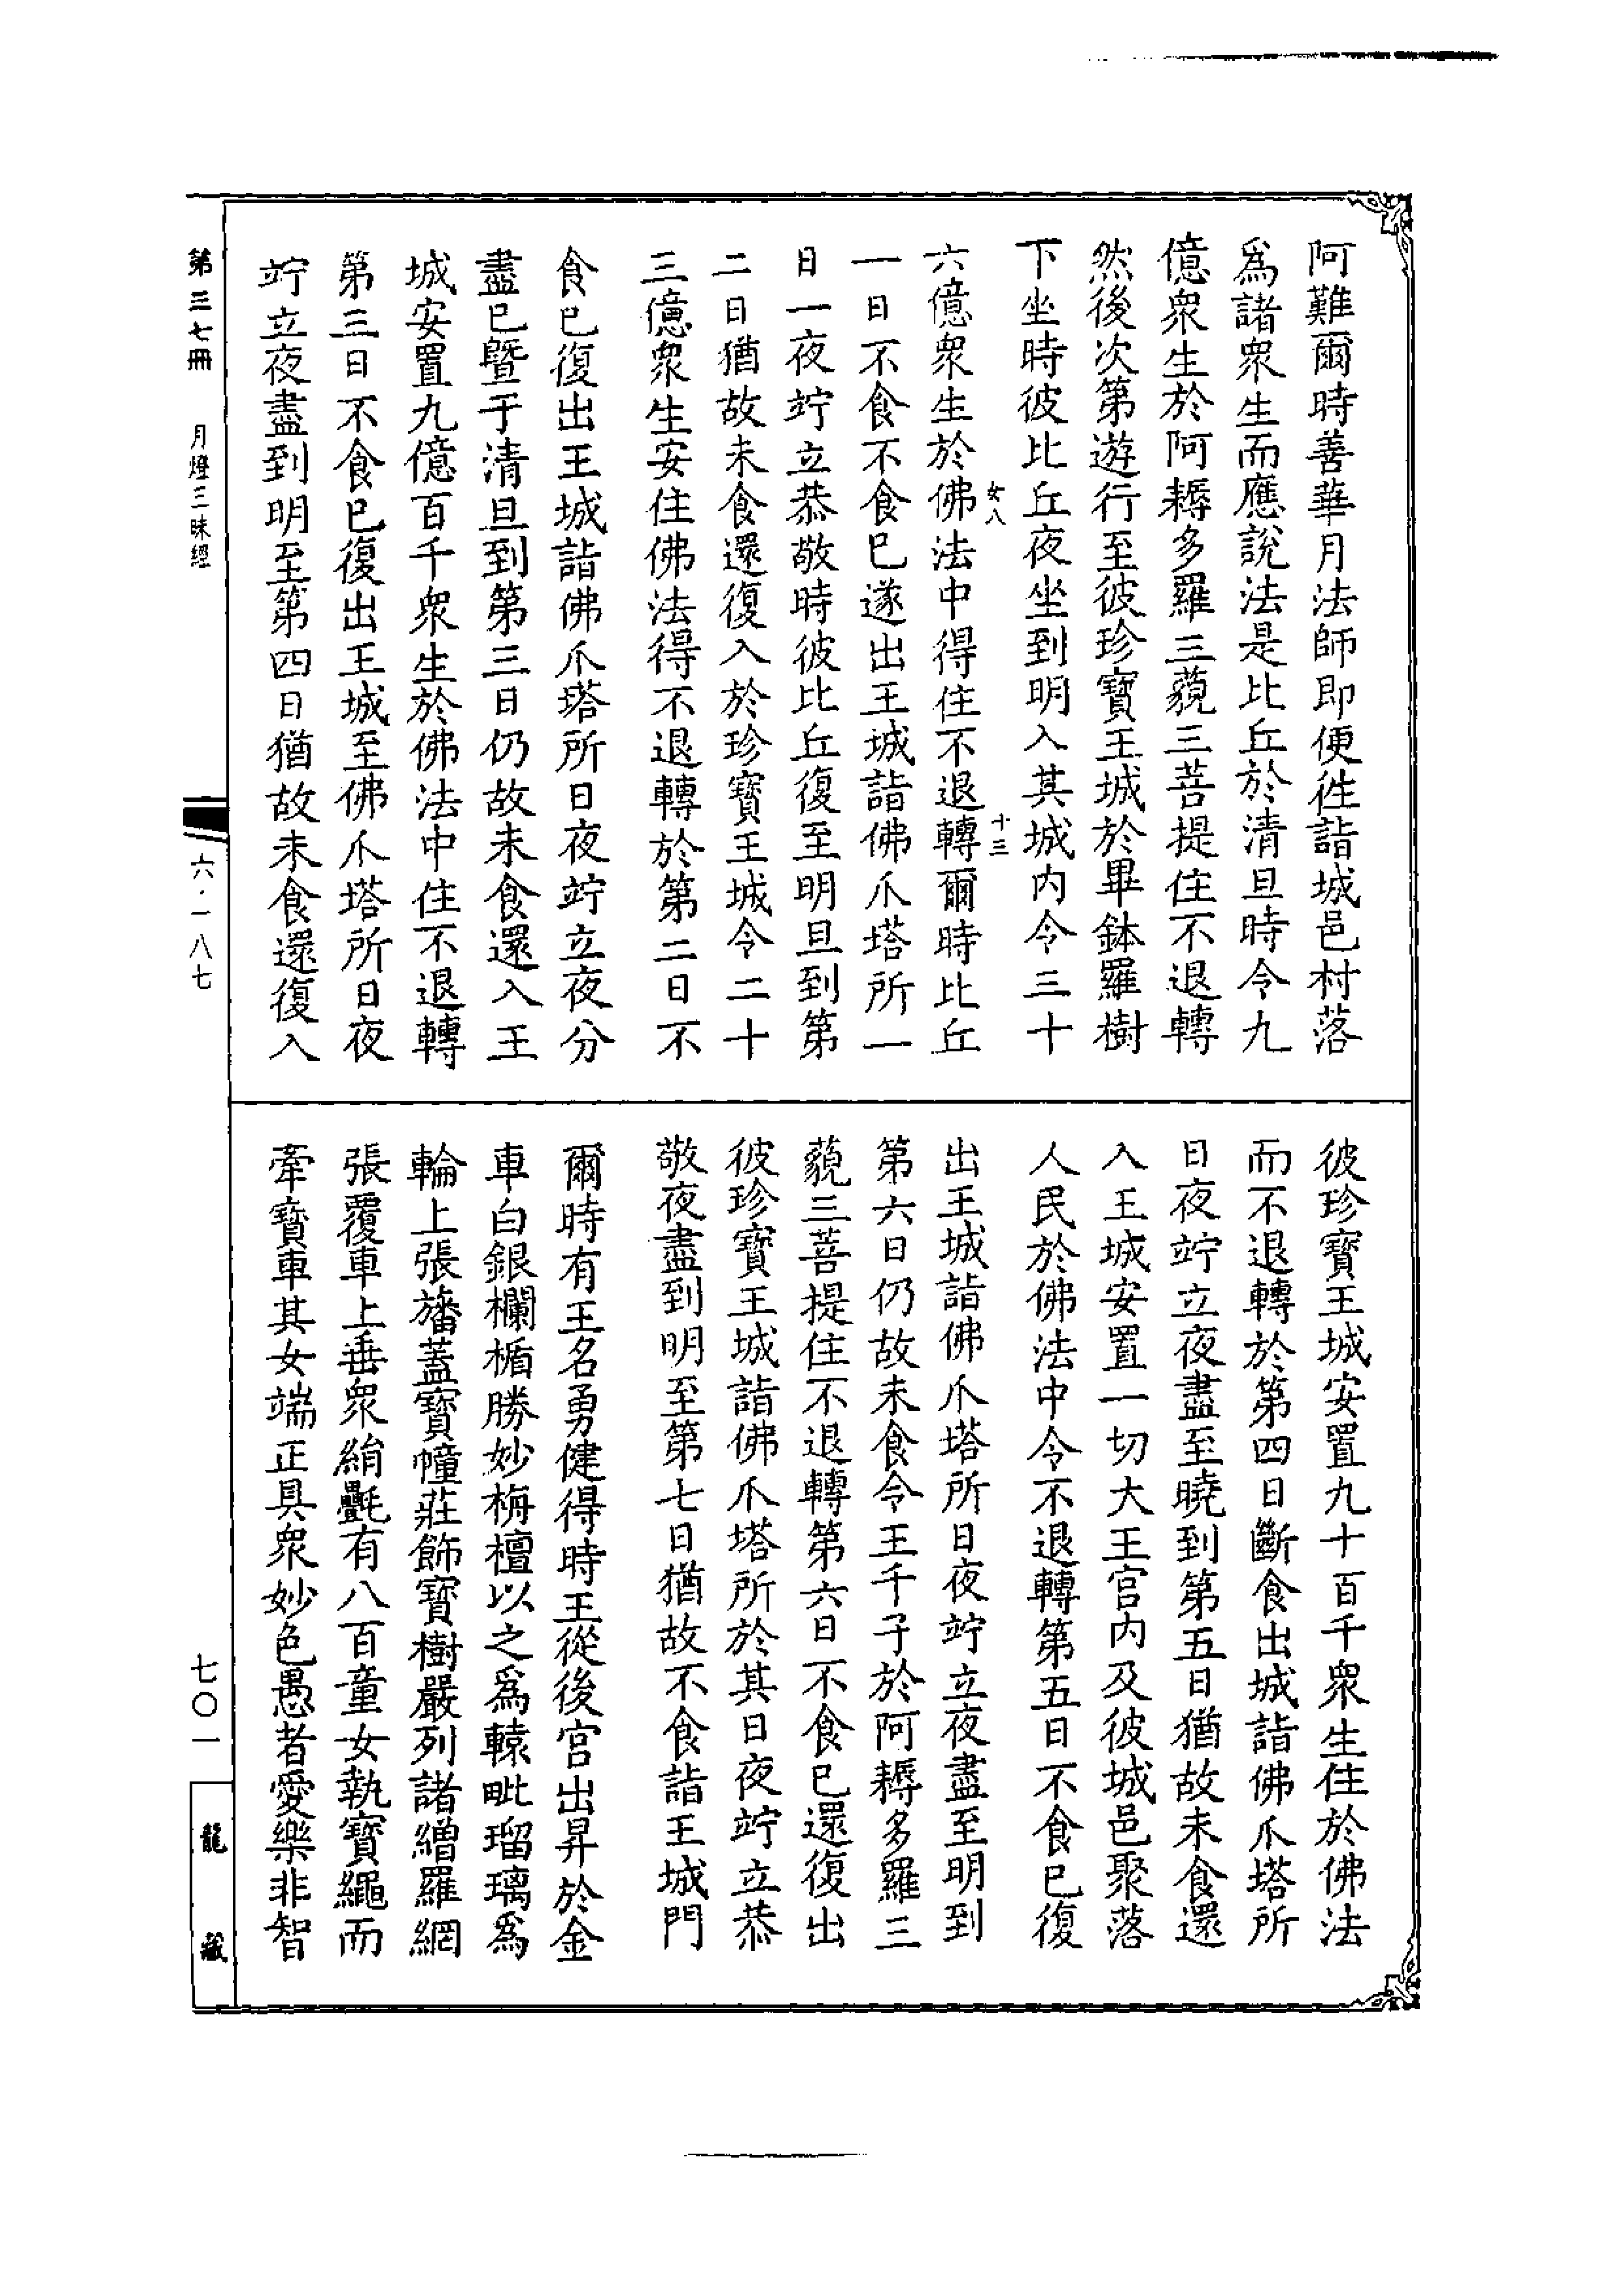 阿難爾時善華月法師即便徃詣城邑村落
爲諸衆生而應說法是比丘於清旦時令九
億衆生於阿耨多羅三藐三菩提住不退轉
然後次第遊行至彼珍寶王城於畢鉢羅樹
下坐時彼比丘夜坐到明入其城内令三十
六億衆生於佛法中得住不退轉爾時比丘
女八
十三
一日不食不食已遂出王城詣佛爪塔所一
日一夜竚立恭敬時彼比丘復至明旦到第
二日猶故未食還復入於珍寶王城令二十
三億衆生安住佛法得不退轉於第二日不
食已復出王城詣佛爪塔所日夜竚立夜分
盡已曁于清旦到第三日仍故未食還入王
城安置九億百千衆生於佛法中住不退轉
第三日不食已復出王城至佛爪塔所日夜
竚立夜盡到明至第四日猶故未食還復入
彼珍寶王城安置九十百千衆生住於佛法
而不退轉於第四日斷食出城詣佛爪塔所
日夜竚立夜盡至曉到第五日猶故未食還
入王城安置一切大王宫内及彼城邑聚落
人民於佛法中令不退轉第五日不食已復
出王城詣佛爪塔所日夜竚立夜盡至明到
第六日仍故未食令王千子於阿耨多羅三
藐三菩提住不退轉第六日不食已還復出
彼珍寶王城詣佛爪塔所於其日夜竚立恭
敬夜盡到明至第七日猶故不食詣王城門
爾時有王名勇健得時王從後宫出昇於金
車白銀欄楯勝妙栴檀以之爲轅毗瑠璃爲
輪上張旛蓋寶幢莊飾寶樹嚴列諸繒羅網
張覆車上垂衆絹氎有八百童女執寶繩而
牽寶車其女端正具衆妙色愚者愛樂非智
第三七冊　月燈三昧經
六·一八七
七〇一
龍藏